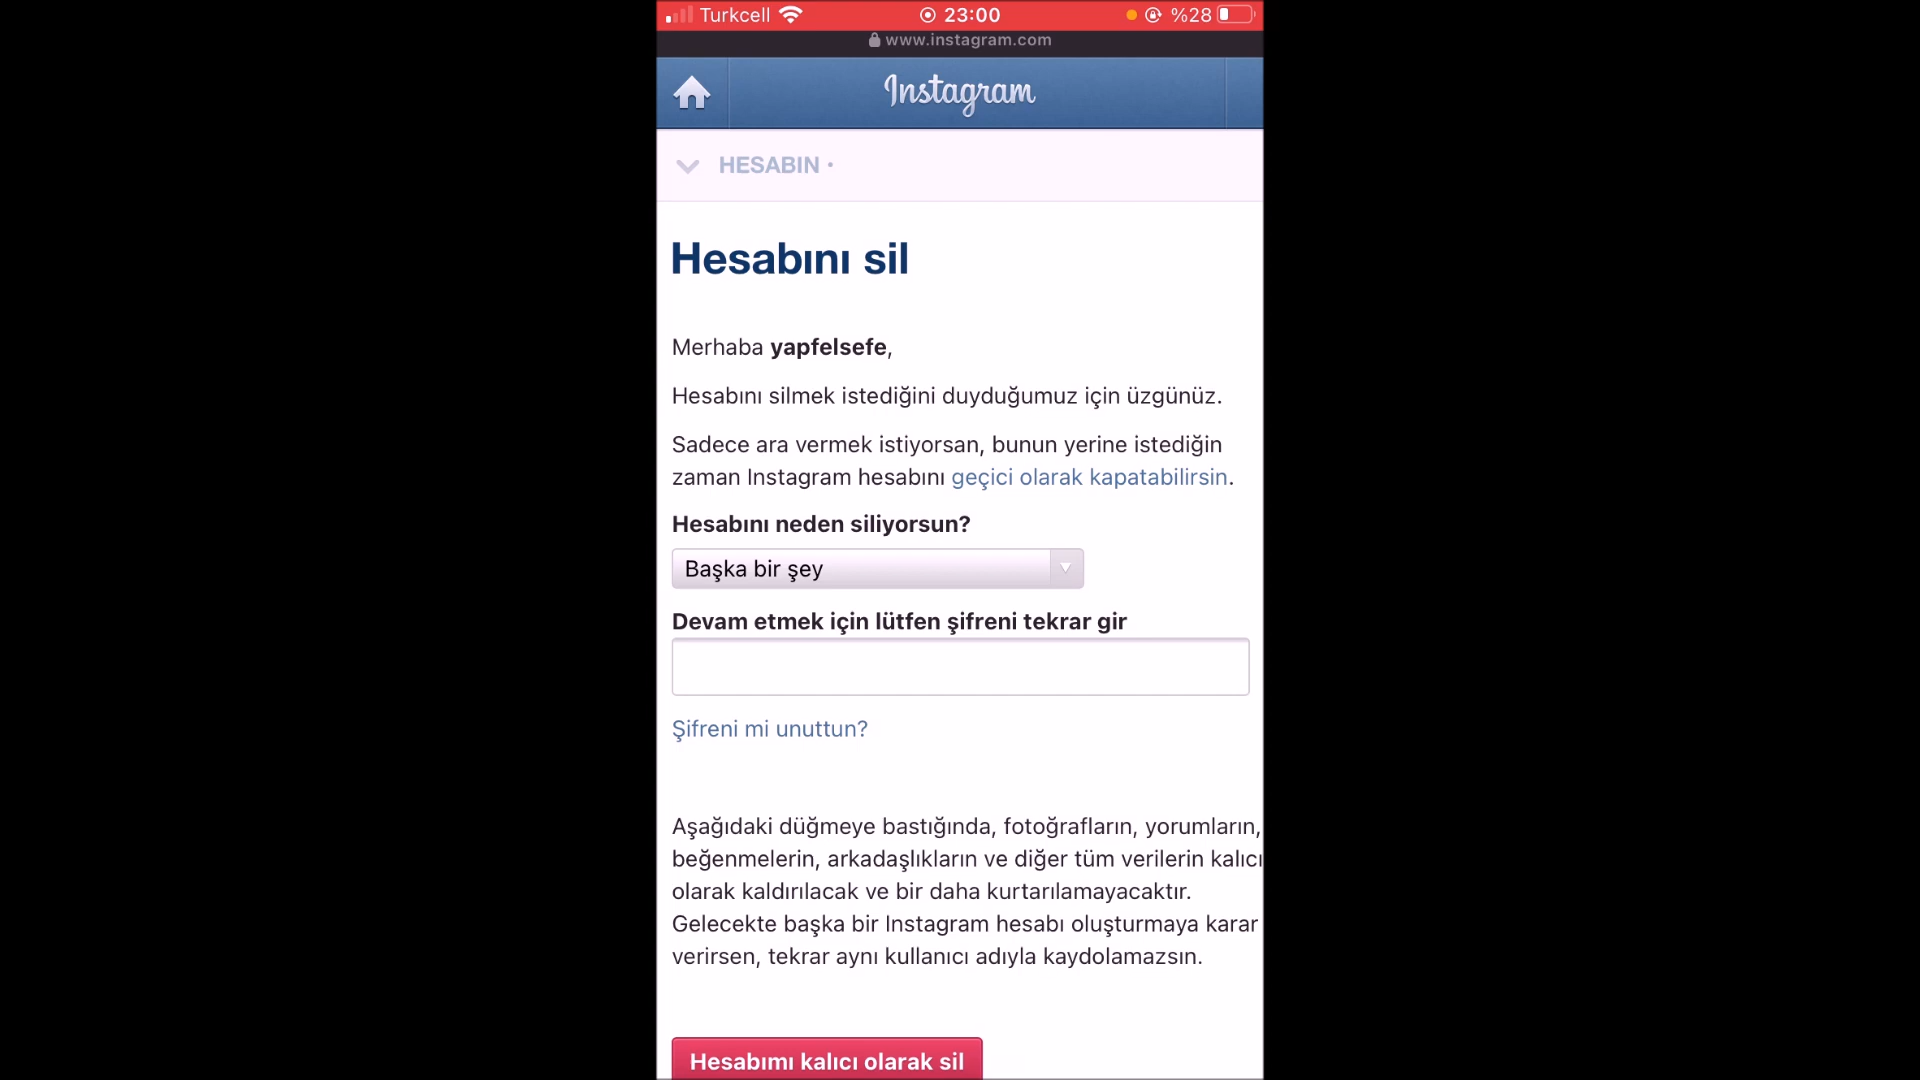 Turkcell 23:00 %28
www.instagram.com
Instagram
HESABIN •
Hesabını sil
Merhaba yapfelsefe,
Hesabını silmek istediğini duyduğumuz için üzgünüz.
Sadece ara vermek istiyorsan, bunun yerine istediğin
zaman Instagram hesabını geçici olarak kapatabilirsin.
Hesabını neden siliyorsun?
Başka bir şey
Devam etmek için lütfen şifreni tekrar gir
Şifreni mi unuttun?
Aşağıdaki düğmeye bastığında, fotoğrafların, yorumların,
beğenmelerin, arkadaşlıkların ve diğer tüm verilerin kalıcı
olarak kaldırılacak ve bir daha kurtarılamayacaktır.
Gelecekte başka bir Instagram hesabı oluşturmaya karar
verirsen, tekrar aynı kullanıcı adıyla kaydolamazsın.
Hesabımı kalıcı olarak sil